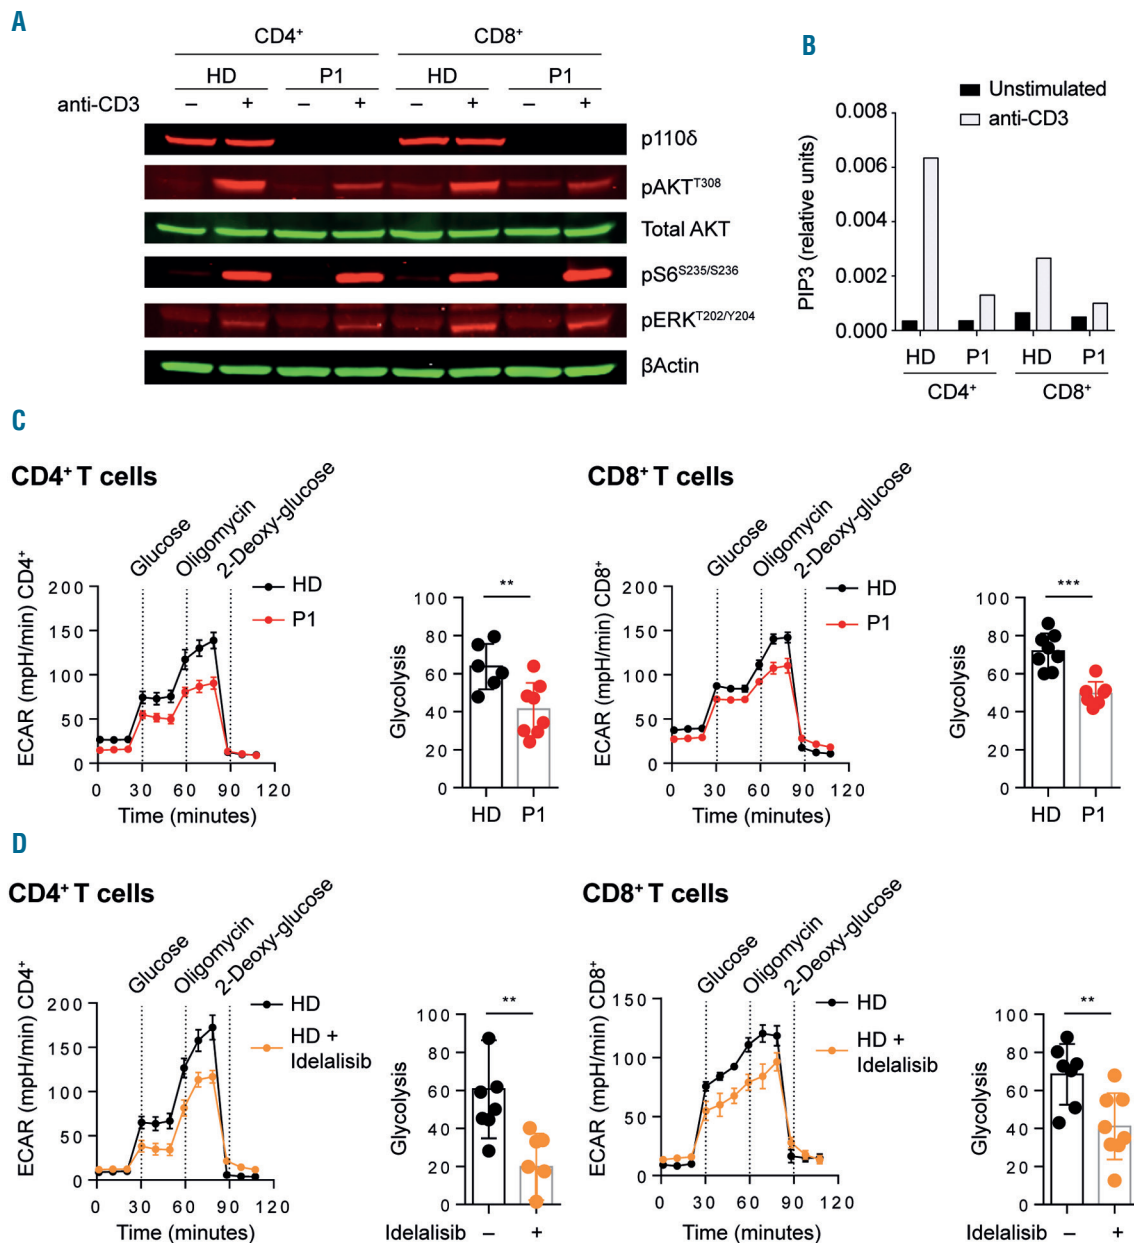 A
CD4⁺ CD8⁺
HD P1 HD P1
anti-CD3 – + – + – + – +
p110δ
pAKT^T308
Total AKT
pS6^S235/S236
pERK^T202/Y204
βActin
B
Unstimulated
anti-CD3
PIP3 (relative units)
0.008
0.006
0.004
0.002
0.000
HD P1 HD P1
CD4⁺ CD8⁺
C
CD4⁺ T cells
Glucose
Oligomycin
2-Deoxy-glucose
ECAR (mpH/min) CD4⁺
200
150
100
50
0
0 30 60 90 120
Time (minutes)
HD
P1
**
Glycolysis
80
60
40
20
0
HD P1
CD8⁺ T cells
Glucose
Oligomycin
2-Deoxy-glucose
ECAR (mpH/min) CD8⁺
200
150
100
50
0
0 30 60 90 120
Time (minutes)
HD
P1
***
Glycolysis
100
80
60
40
20
0
HD P1
D
CD4⁺ T cells
Glucose
Oligomycin
2-Deoxy-glucose
ECAR (mpH/min) CD4⁺
200
150
100
50
0
0 30 60 90 120
Time (minutes)
HD
HD +
Idelalisib
**
Glycolysis
100
80
60
40
20
0
Idelalisib – +
CD8⁺ T cells
Glucose
Oligomycin
2-Deoxy-glucose
ECAR (mpH/min) CD8⁺
150
100
50
0
0 30 60 90 120
Time (minutes)
HD
HD +
Idelalisib
**
Glycolysis
100
80
60
40
20
0
Idelalisib – +